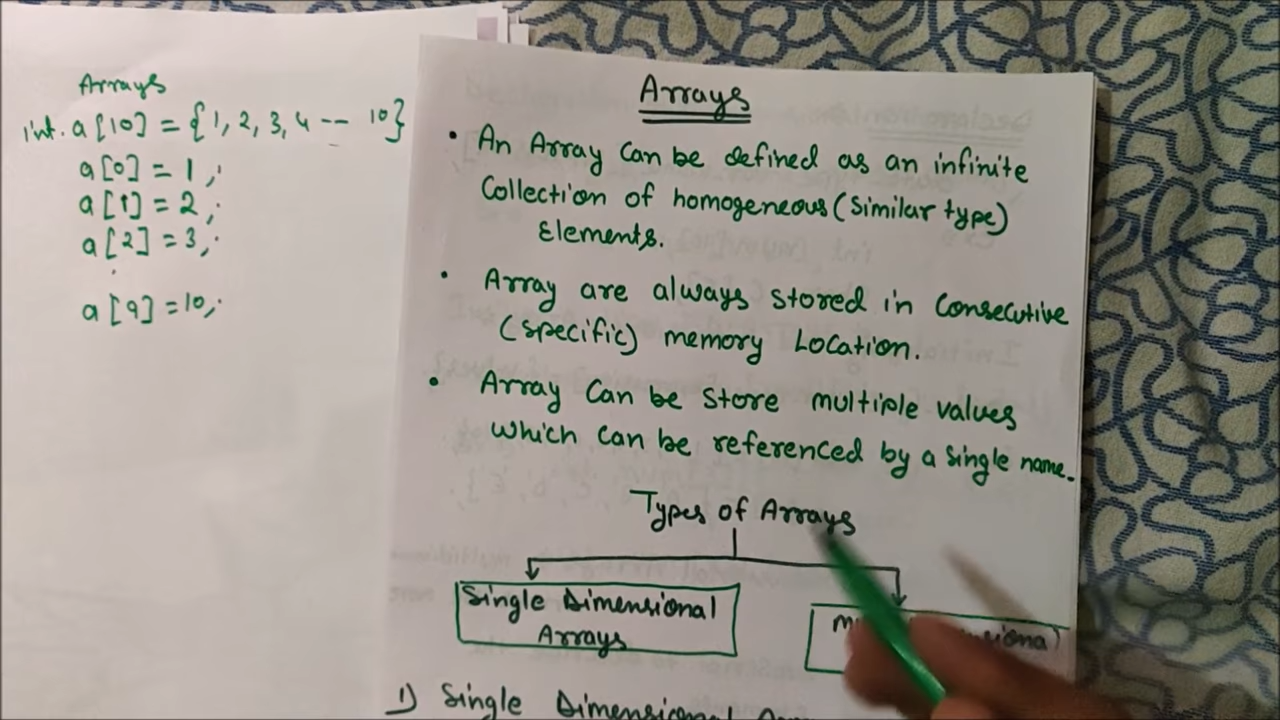 Arrays
int. a[10] = {1, 2, 3, 4 -- 10}
a[0] = 1;
a[1] = 2;
a[2] = 3;
a[9] = 10;
Arrays
• An Array Can be defined as an infinite
Collection of homogeneous (Similar type)
Elements.
• Array are always stored in Consecutive
(specific) memory Location.
• Array Can be store multiple values
which can be referenced by a single name.
Types of Arrays
Single Dimensional
Arrays
1) Single Dimensional